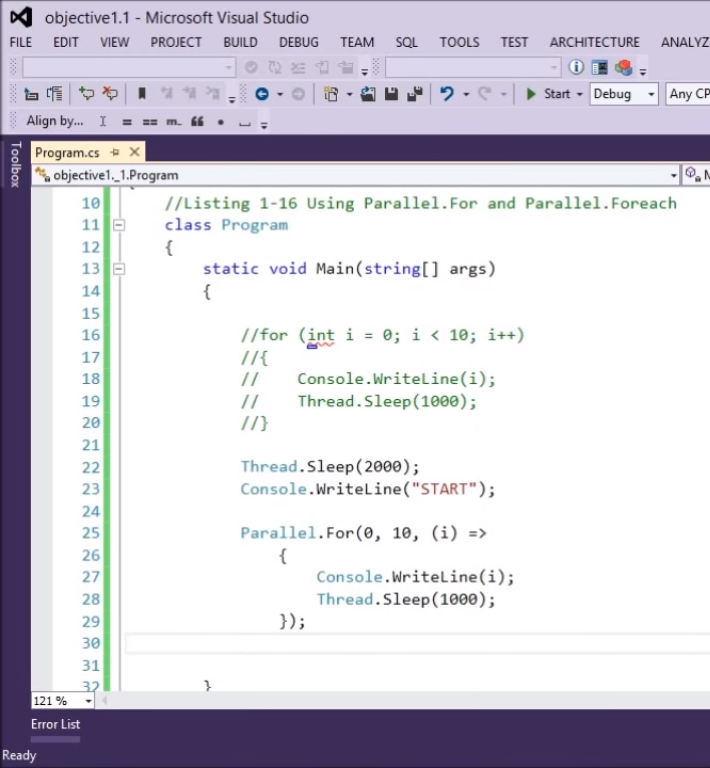 objective1.1 - Microsoft Visual Studio
FILE EDIT VIEW PROJECT BUILD DEBUG TEAM SQL TOOLS TEST ARCHITECTURE ANALYZ
Start Debug Any CP
Align by...
Toolbox
Program.cs
objective1._1.Program
10 //Listing 1-16 Using Parallel.For and Parallel.Foreach
11 class Program
12 {
13 static void Main(string[] args)
14 {
15
16 //for (int i = 0; i < 10; i++)
17 //{
18 //    Console.WriteLine(i);
19 //    Thread.Sleep(1000);
20 //}
21
22 Thread.Sleep(2000);
23 Console.WriteLine("START");
24
25 Parallel.For(0, 10, (i) =>
26 {
27 Console.WriteLine(i);
28 Thread.Sleep(1000);
29 });
30
31
32 }
121 %
Error List
Ready